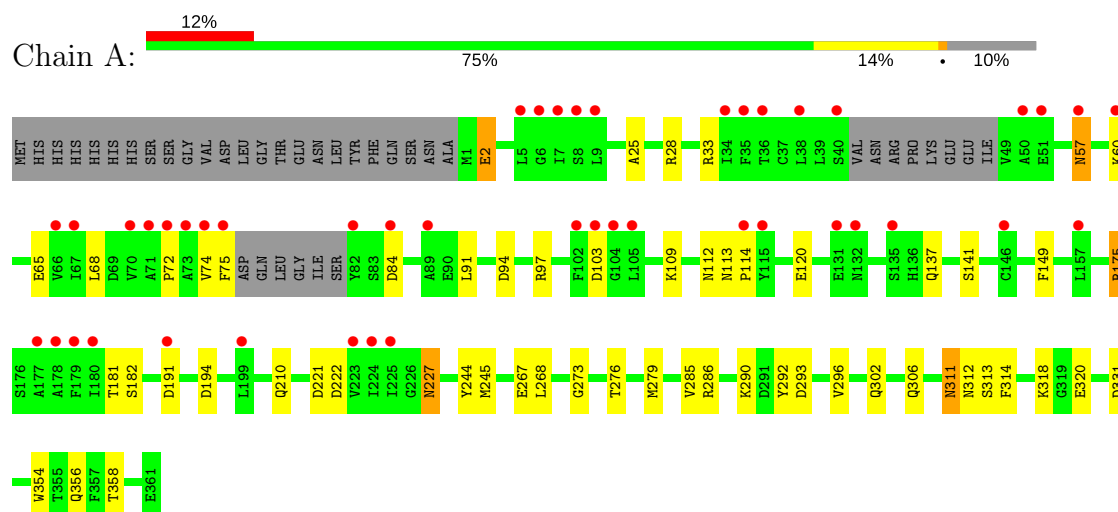 12%
Chain A:
75% 14% • 10%
MET HIS HIS HIS HIS HIS HIS SER SER GLY VAL ASP LEU GLY THR GLU ASN LEU TYR PHE GLN SER ASN ALA M1 E2 L5 G6 I7 S8 L9 A25 R28 R33 I34 F35 T36 C37 L38 L39 S40 VAL ASN ARG PRO LYS GLU GLU ILE V49 A50 E51 N57 K60
E65 V66 I67 L68 D69 V70 A71 P72 A73 V74 F75 ASP GLN LEU GLY ILE SER Y82 S83 D84 A89 E90 L91 D94 R97 F102 D103 G104 L105 K109 N112 N113 P114 Y115 E120 E131 N132 S135 H136 Q137 S141 C146 F149 L157
S176 A177 A178 F179 I180 T181 S182 D191 D194 L199 Q210 D221 D222 V223 I224 I225 G226 N227 Y244 M245 E267 L268 G273 T276 M279 V285 R286 K290 D291 Y292 D293 V296 Q302 Q306 N311 N312 S313 F314 K318 G319 E320
W354 T355 Q356 F357 T358 E361